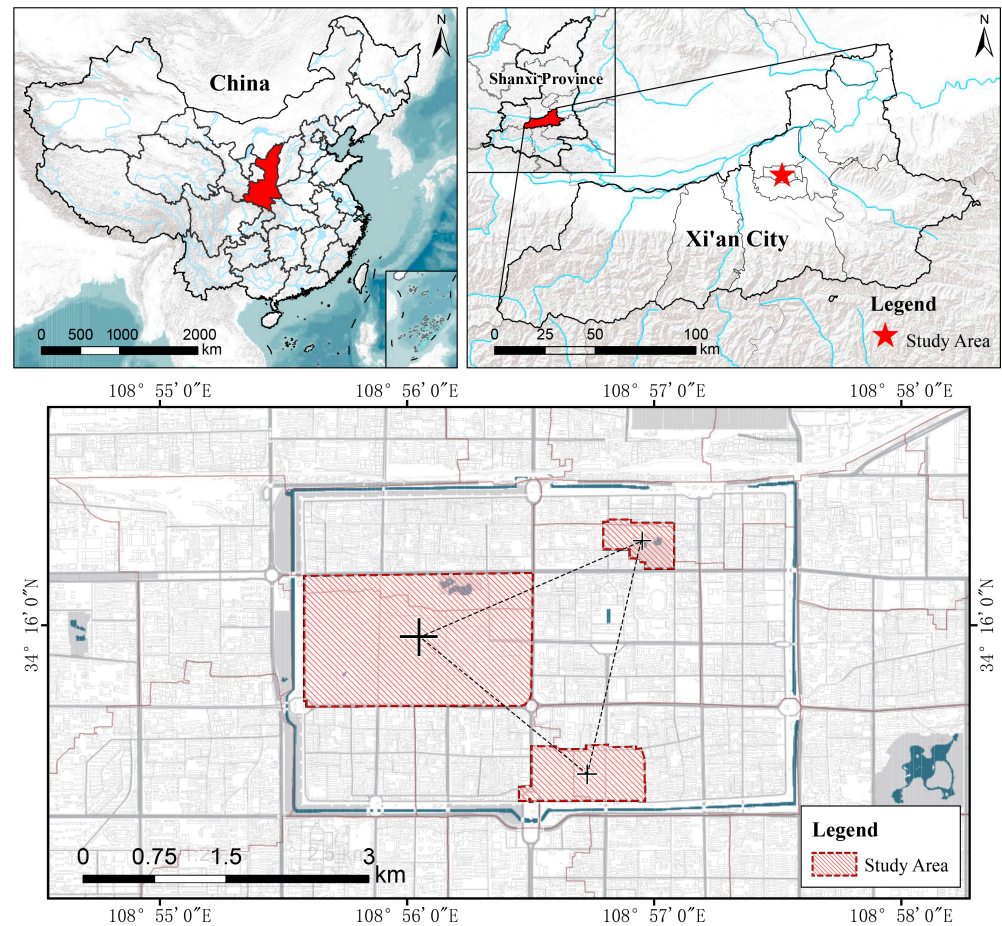 N
China
0 500 1000 2000
km
N
Shanxi Province
Xi'an City
Legend
Study Area
0 25 50 100
km
108° 55′0″E 108° 56′0″E 108° 57′0″E 108° 58′0″E
34° 16′0″N
34° 16′0″N
0 0.75 1.5 3
km
Legend
Study Area
108° 55′0″E 108° 56′0″E 108° 57′0″E 108° 58′0″E